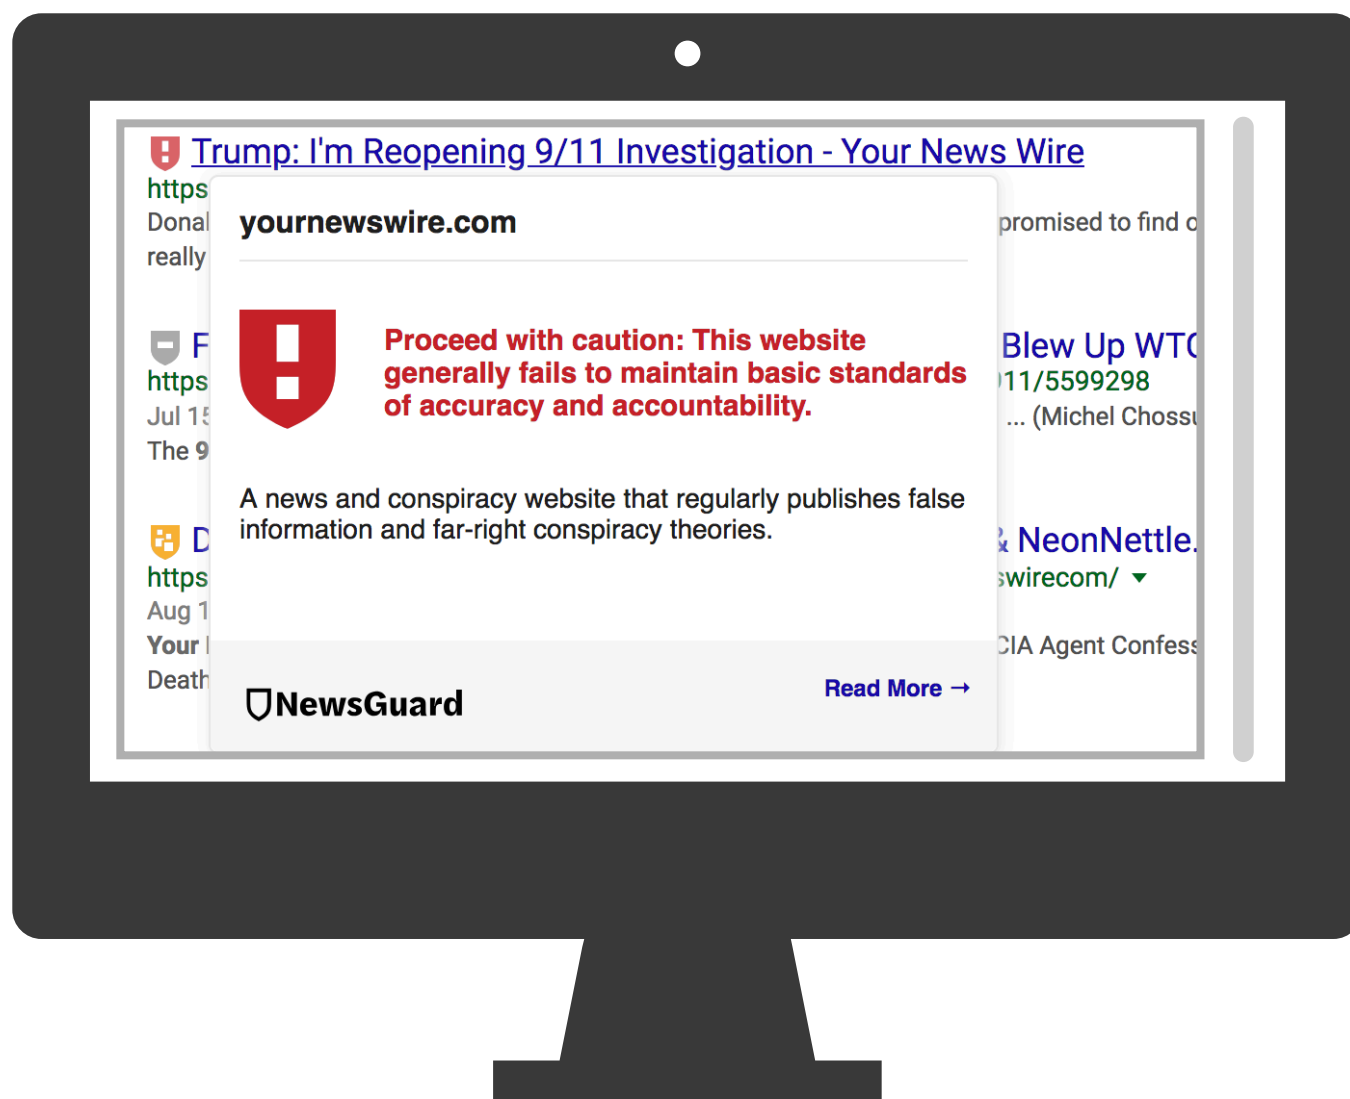 Trump: I'm Reopening 9/11 Investigation - Your News Wire
https
Donal promised to find o
really
yournewswire.com
Proceed with caution: This website
generally fails to maintain basic standards
of accuracy and accountability.
F Blew Up WTC
https 11/5599298
Jul 15 ... (Michel Chossu
The 9
A news and conspiracy website that regularly publishes false
information and far-right conspiracy theories.
D & NeonNettle.
https swirecom/
Aug 1
Your CIA Agent Confess
Death
NewsGuard
Read More →